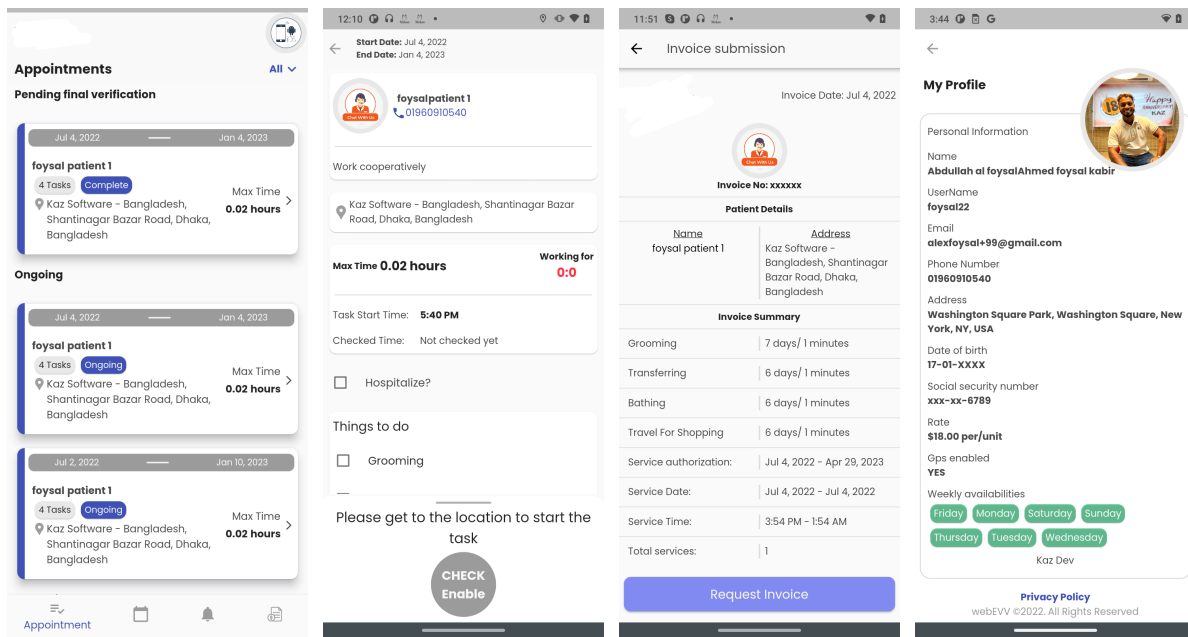 Appointments
All
Pending final verification
Jul 4, 2022
Jan 4, 2023
foysal patient 1
4 Tasks
Complete
Max Time
0.02 hours
Kaz Software - Bangladesh,
Shantinagar Bazar Road, Dhaka,
Bangladesh
Ongoing
Jul 4, 2022
Jan 4, 2023
foysal patient 1
4 Tasks
Ongoing
Max Time
0.02 hours
Kaz Software - Bangladesh,
Shantinagar Bazar Road, Dhaka,
Bangladesh
Jul 2, 2022
Jan 10, 2023
foysal patient 1
4 Tasks
Ongoing
Max Time
0.02 hours
Kaz Software - Bangladesh,
Shantinagar Bazar Road, Dhaka,
Bangladesh
Appointment
12:10
Start Date: Jul 4, 2022
End Date: Jan 4, 2023
Chat With Us
foysalpatient 1
01960910540
Work cooperatively
Kaz Software - Bangladesh, Shantinagar Bazar
Road, Dhaka, Bangladesh
Max Time 0.02 hours
Working for
0:0
Task Start Time: 5:40 PM
Checked Time: Not checked yet
Hospitalize?
Things to do
Grooming
Please get to the location to start the
task
CHECK
Enable
11:51
Invoice submission
Invoice Date: Jul 4, 2022
Chat With Us
Invoice No: xxxxxx
Patient Details
Name
foysal patient 1
Address
Kaz Software -
Bangladesh, Shantinagar
Bazar Road, Dhaka,
Bangladesh
Invoice Summary
Grooming 7 days/ 1 minutes
Transferring 6 days/ 1 minutes
Bathing 6 days/ 1 minutes
Travel For Shopping 6 days/ 1 minutes
Service authorization: Jul 4, 2022 - Apr 29, 2023
Service Date: Jul 4, 2022 - Jul 4, 2022
Service Time: 3:54 PM - 1:54 AM
Total services: 1
Request Invoice
3:44
My Profile
18
Happy
KAZ
Personal Information
Name
Abdullah al foysalAhmed foysal kabir
UserName
foysal22
Email
alexfoysal+99@gmail.com
Phone Number
01960910540
Address
Washington Square Park, Washington Square, New
York, NY, USA
Date of birth
17-01-XXXX
Social security number
xxx-xx-6789
Rate
$18.00 per/unit
Gps enabled
YES
Weekly availabilities
Friday Monday Saturday Sunday
Thursday Tuesday Wednesday
Kaz Dev
Privacy Policy
webEVV ©2022. All Rights Reserved